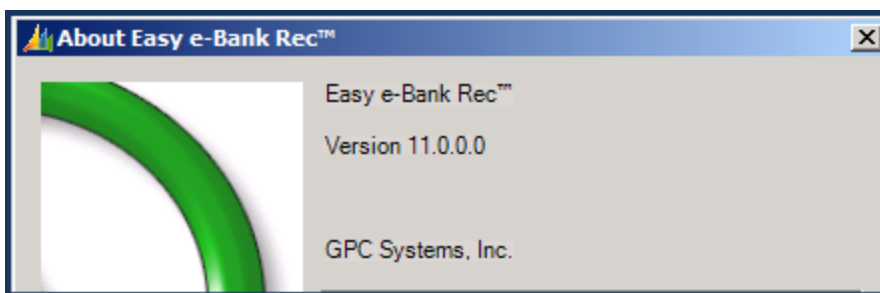 About Easy e-Bank Rec™
Easy e-Bank Rec™
Version 11.0.0.0
GPC Systems, Inc.